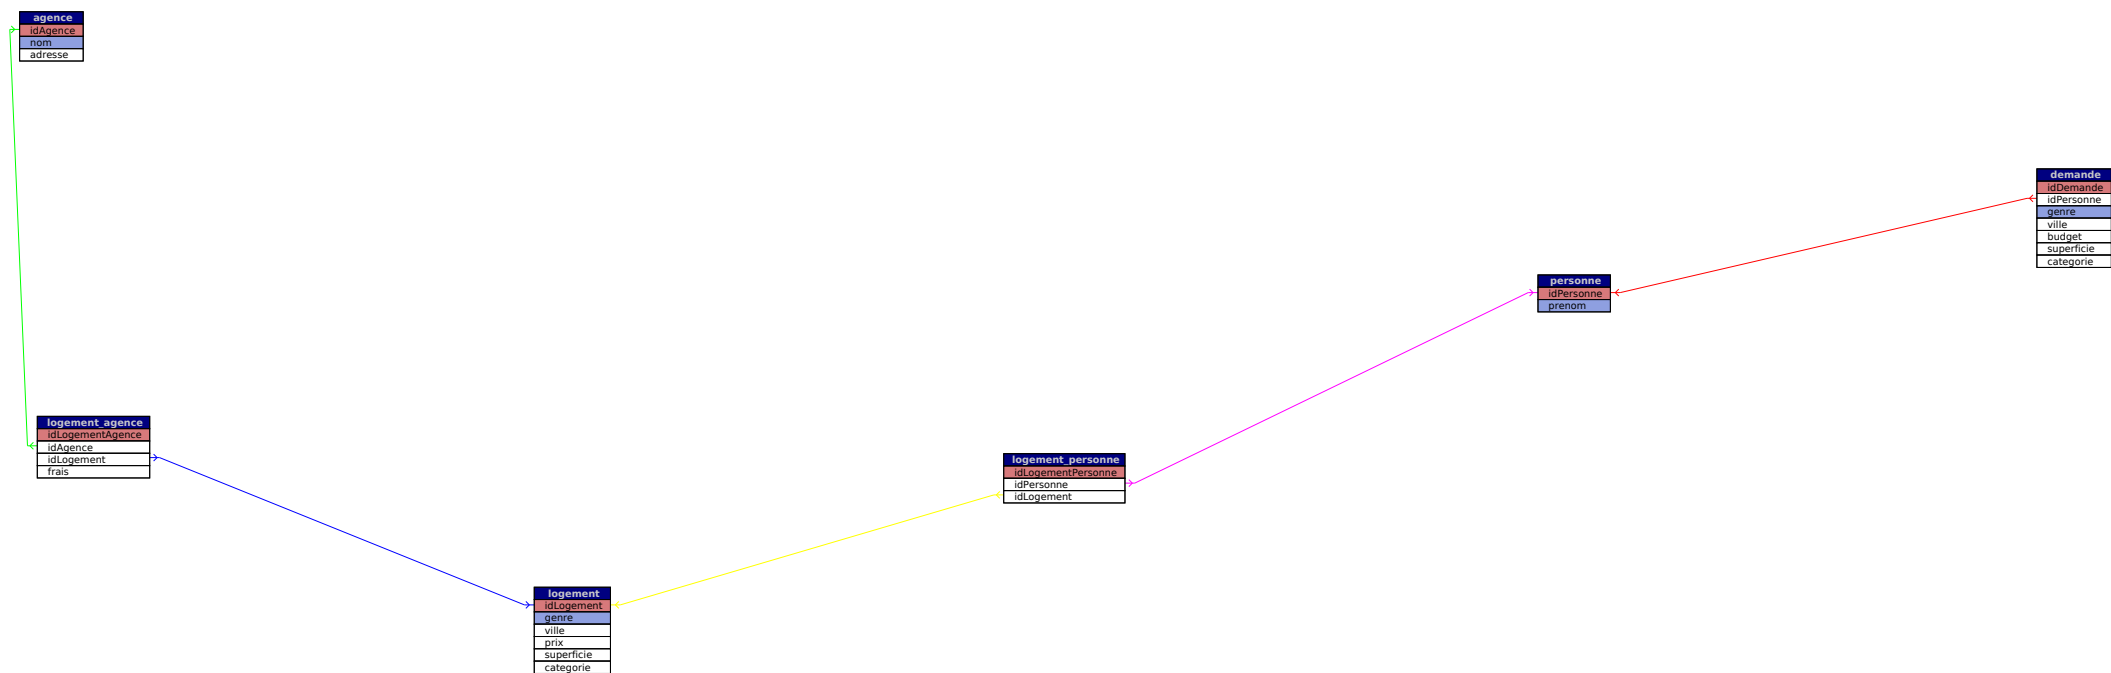 agence
idAgence
nom
adresse
demande
idDemande
idPersonne
genre
ville
budget
superficie
categorie
personne
idPersonne
prenom
logement_agence
idLogementAgence
idAgence
idLogement
frais
logement_personne
idLogementPersonne
idPersonne
idLogement
logement
idLogement
genre
ville
prix
superficie
categorie